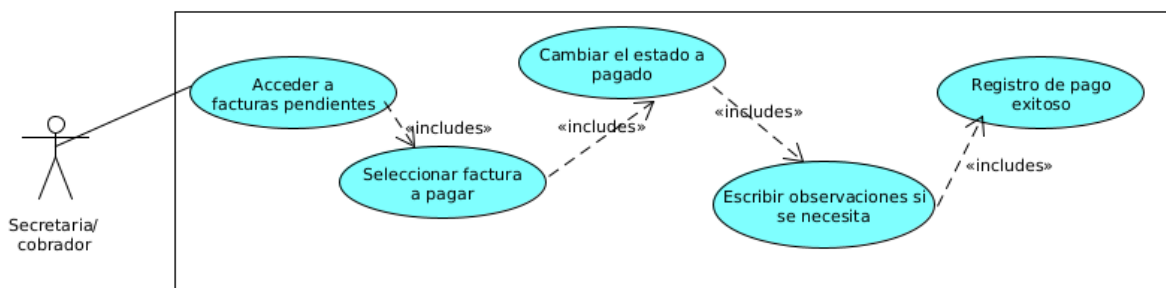 Acceder a
facturas pendientes
«includes»
Seleccionar factura
a pagar
«includes»
Cambiar el estado a
pagado
«includes»
Escribir observaciones si
se necesita
«includes»
Registro de pago
exitoso
Secretaria/
cobrador